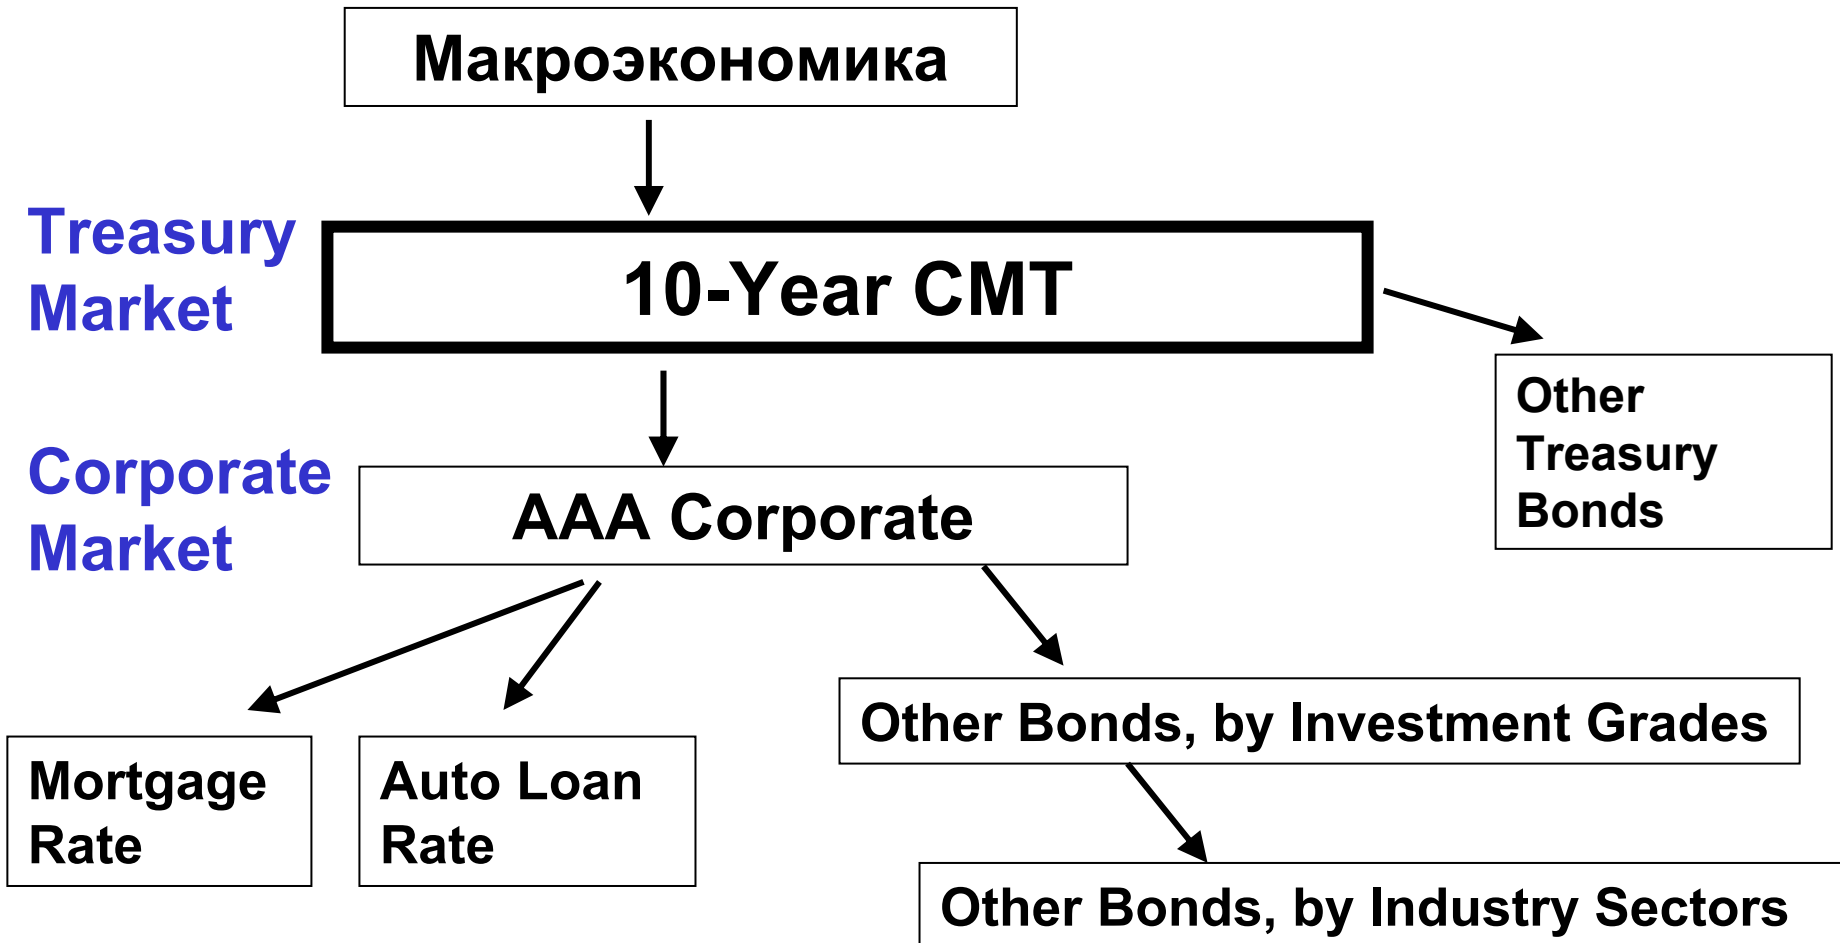 Макроэкономика
Treasury
Market
10-Year CMT
Other
Treasury
Bonds
Corporate
Market
AAA Corporate
Other Bonds, by Investment Grades
Mortgage
Rate
Auto Loan
Rate
Other Bonds, by Industry Sectors